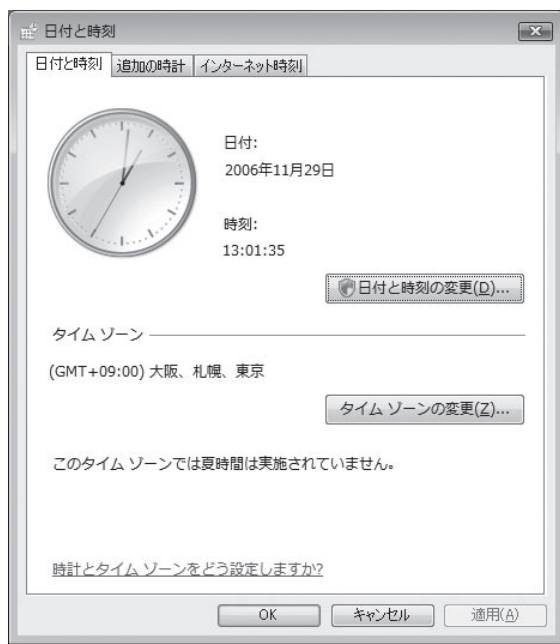 日付と時刻
日付と時刻 追加の時計 インターネット時刻
日付:
2006年11月29日
時刻:
13:01:35
日付と時刻の変更(D)...
タイム ゾーン
(GMT+09:00) 大阪、札幌、東京
タイム ゾーンの変更(Z)...
このタイム ゾーンでは夏時間は実施されていません。
時計とタイム ゾーンをどう設定しますか?
OK キャンセル 適用(A)